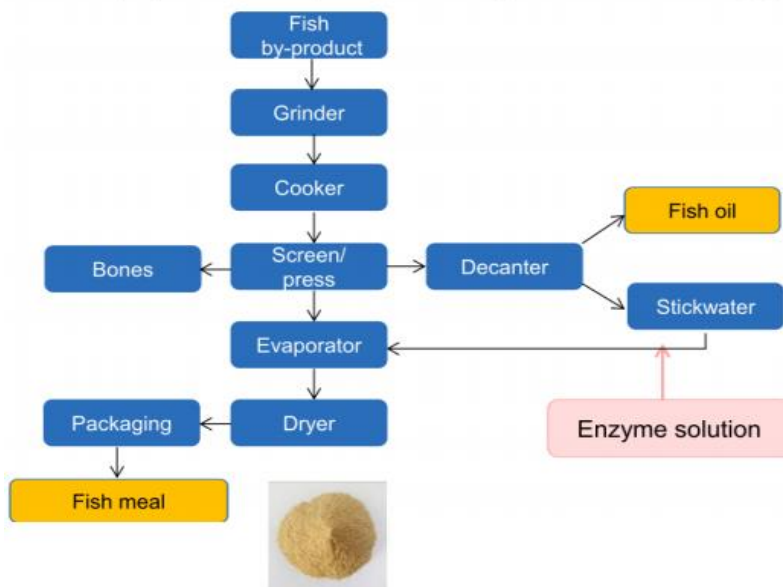 Fish
by-product
Grinder
Cooker
Fish oil
Bones
Screen/
press
Decanter
Stickwater
Evaporator
Packaging
Dryer
Enzyme solution
Fish meal